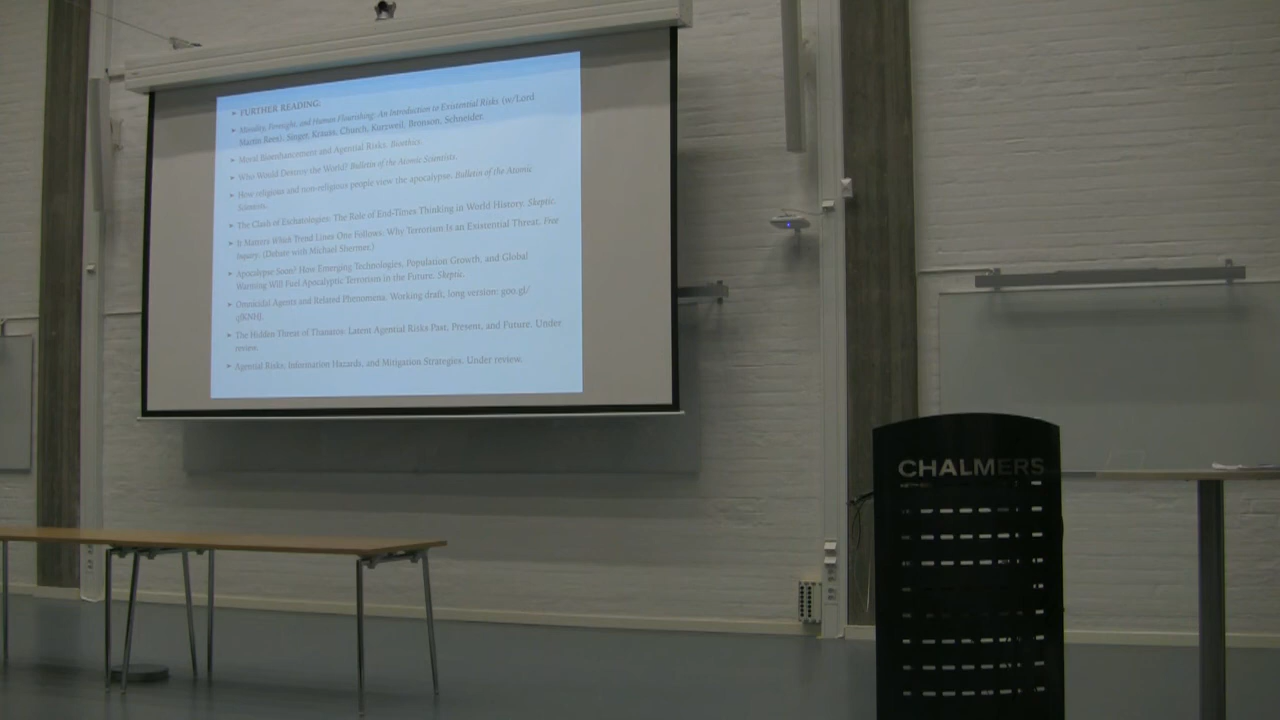 ➤ FURTHER READING:
➤ Morality, Foresight, and Human Flourishing: An Introduction to Existential Risks (w/Lord
Martin Rees). Singer, Krauss, Church, Kurzweil, Bronson, Schneider.
➤ Moral Bioenhancement and Agential Risks. Bioethics.
➤ Who Would Destroy the World? Bulletin of the Atomic Scientists.
➤ How religious and non-religious people view the apocalypse. Bulletin of the Atomic
Scientists.
➤ The Clash of Eschatologies: The Role of End-Times Thinking in World History. Skeptic.
➤ It Matters Which Trend Lines One Follows: Why Terrorism Is an Existential Threat. Free
Inquiry. (Debate with Michael Shermer.)
➤ Apocalypse Soon? How Emerging Technologies, Population Growth, and Global
Warming Will Fuel Apocalyptic Terrorism in the Future. Skeptic.
➤ Omnicidal Agents and Related Phenomena. Working draft, long version: goo.gl/
➤ The Hidden Threat of Thanatos: Latent Agential Risks Past, Present, and Future. Under
review.
➤ Agential Risks: Information Hazards, and Mitigation Strategies. Under review.
CHALMERS